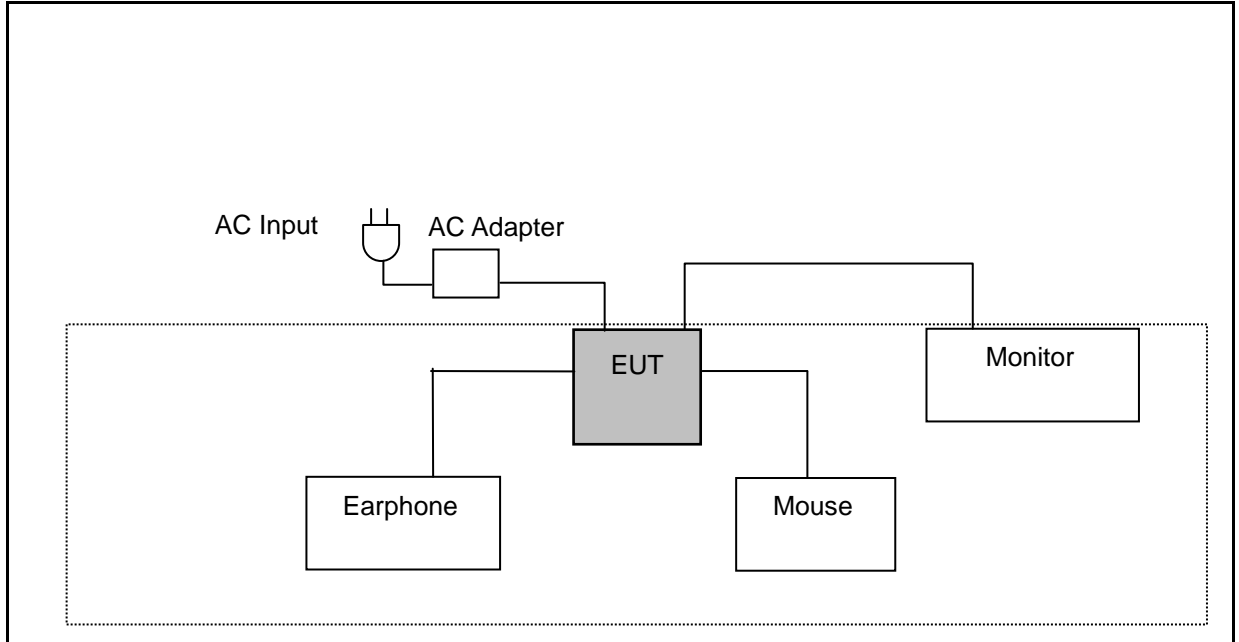 AC Input
AC Adapter
EUT
Monitor
Earphone
Mouse